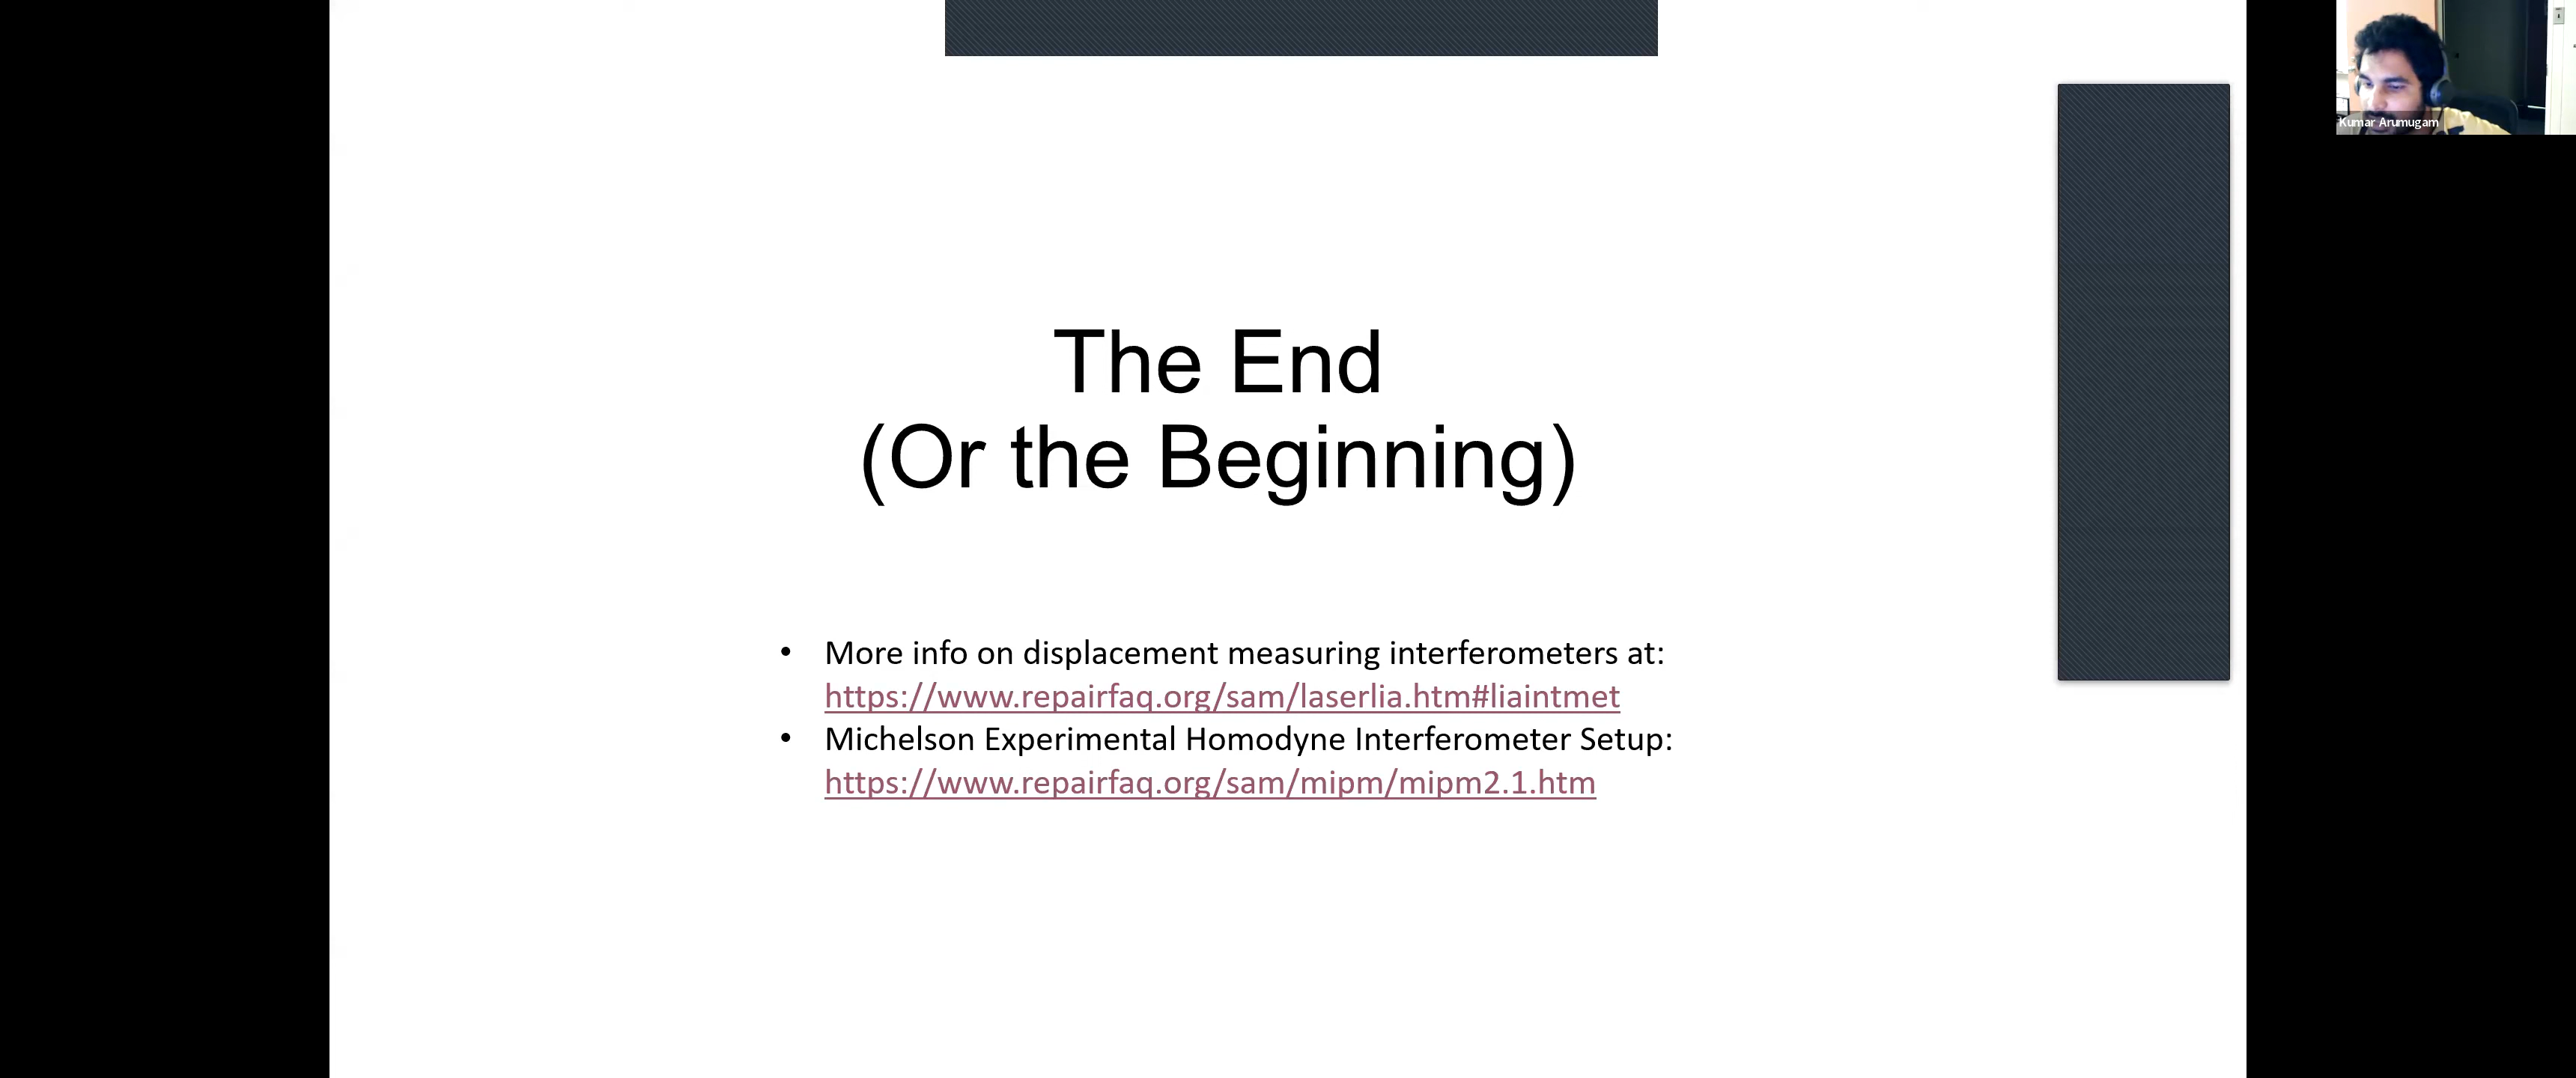 The End
(Or the Beginning)
• More info on displacement measuring interferometers at:
https://www.repairfaq.org/sam/laserlia.htm#liaintmet
• Michelson Experimental Homodyne Interferometer Setup:
https://www.repairfaq.org/sam/mipm/mipm2.1.htm
Kumar Arumugam